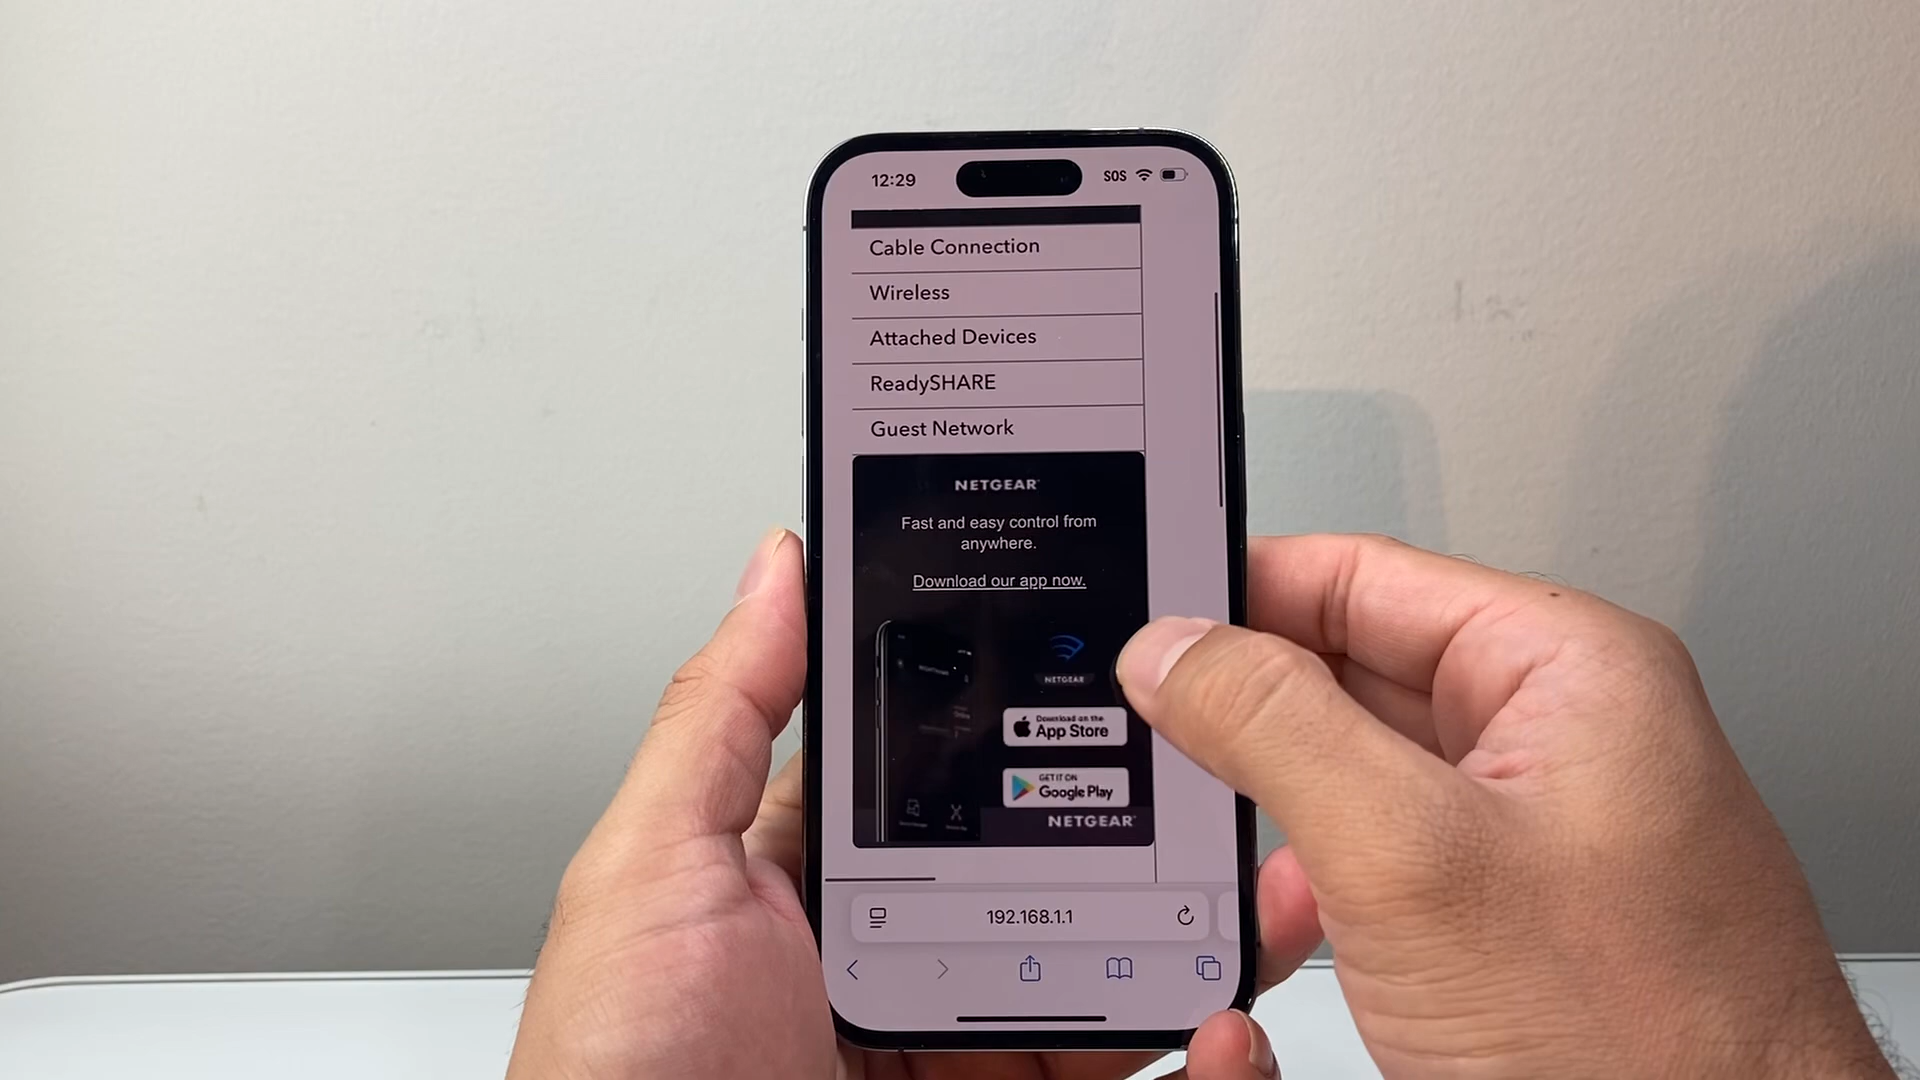 12:29
SOS
Cable Connection
Wireless
Attached Devices
ReadySHARE
Guest Network
NETGEAR
Fast and easy control from
anywhere.
Download our app now.
NETGEAR
Download on the
App Store
GET IT ON
Google Play
NETGEAR
192.168.1.1